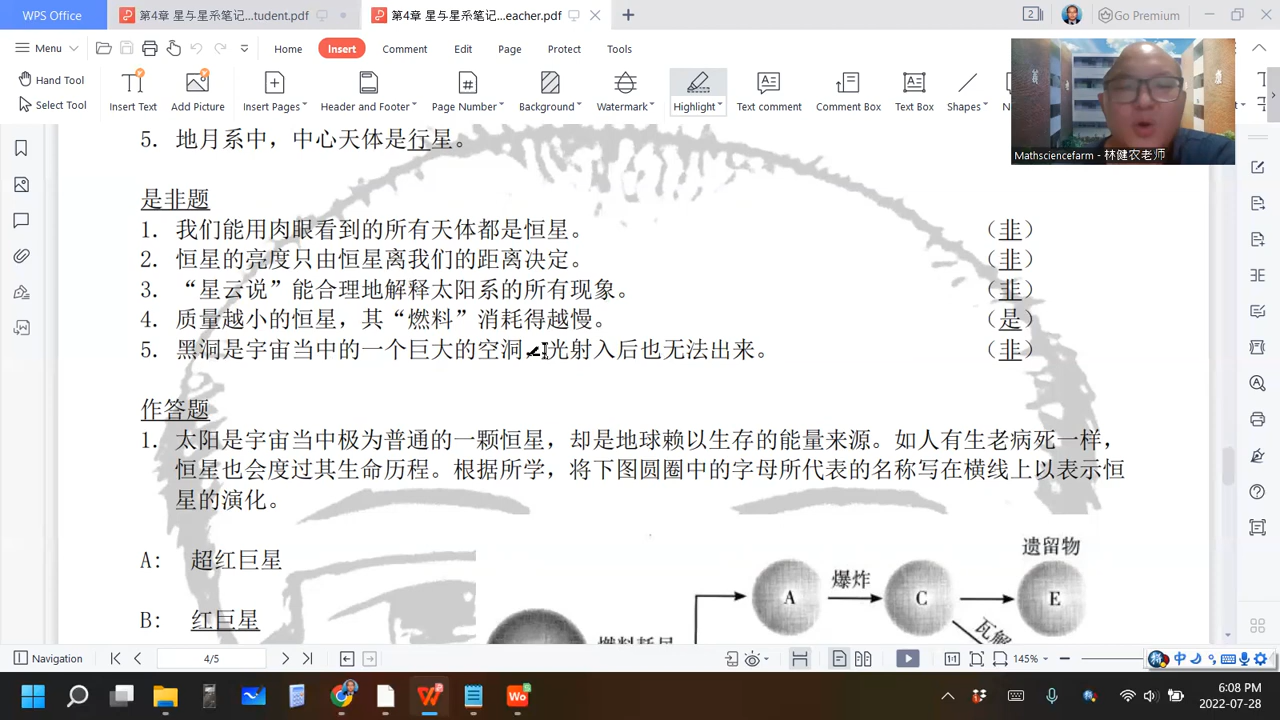 WPS Office
第4章 星与星系笔记...tudent.pdf
第4章 星与星系笔记...eacher.pdf
Go Premium
Menu
Home
Insert
Comment
Edit
Page
Protect
Tools
Hand Tool
Select Tool
Insert Text
Add Picture
Insert Pages
Header and Footer
Page Number
Background
Watermark
Highlight
Text comment
Comment Box
Text Box
Shapes
Mathsciencefarm - 林健农老师
5. 地月系中，中心天体是行星。
是非题
1. 我们能用肉眼看到的所有天体都是恒星。 （非）
2. 恒星的亮度只由恒星离我们的距离决定。 （非）
3. “星云说”能合理地解释太阳系的所有现象。 （非）
4. 质量越小的恒星，其“燃料”消耗得越慢。 （是）
5. 黑洞是宇宙当中的一个巨大的空洞，光射入后也无法出来。 （非）
作答题
1. 太阳是宇宙当中极为普通的一颗恒星，却是地球赖以生存的能量来源。如人有生老病死一样，
恒星也会度过其生命历程。根据所学，将下图圆圈中的字母所代表的名称写在横线上以表示恒
星的演化。
A: 超红巨星
B: 红巨星
遗留物
A
爆炸
C
E
瓦解
Navigation
4/5
145%
中
6:08 PM
2022-07-28